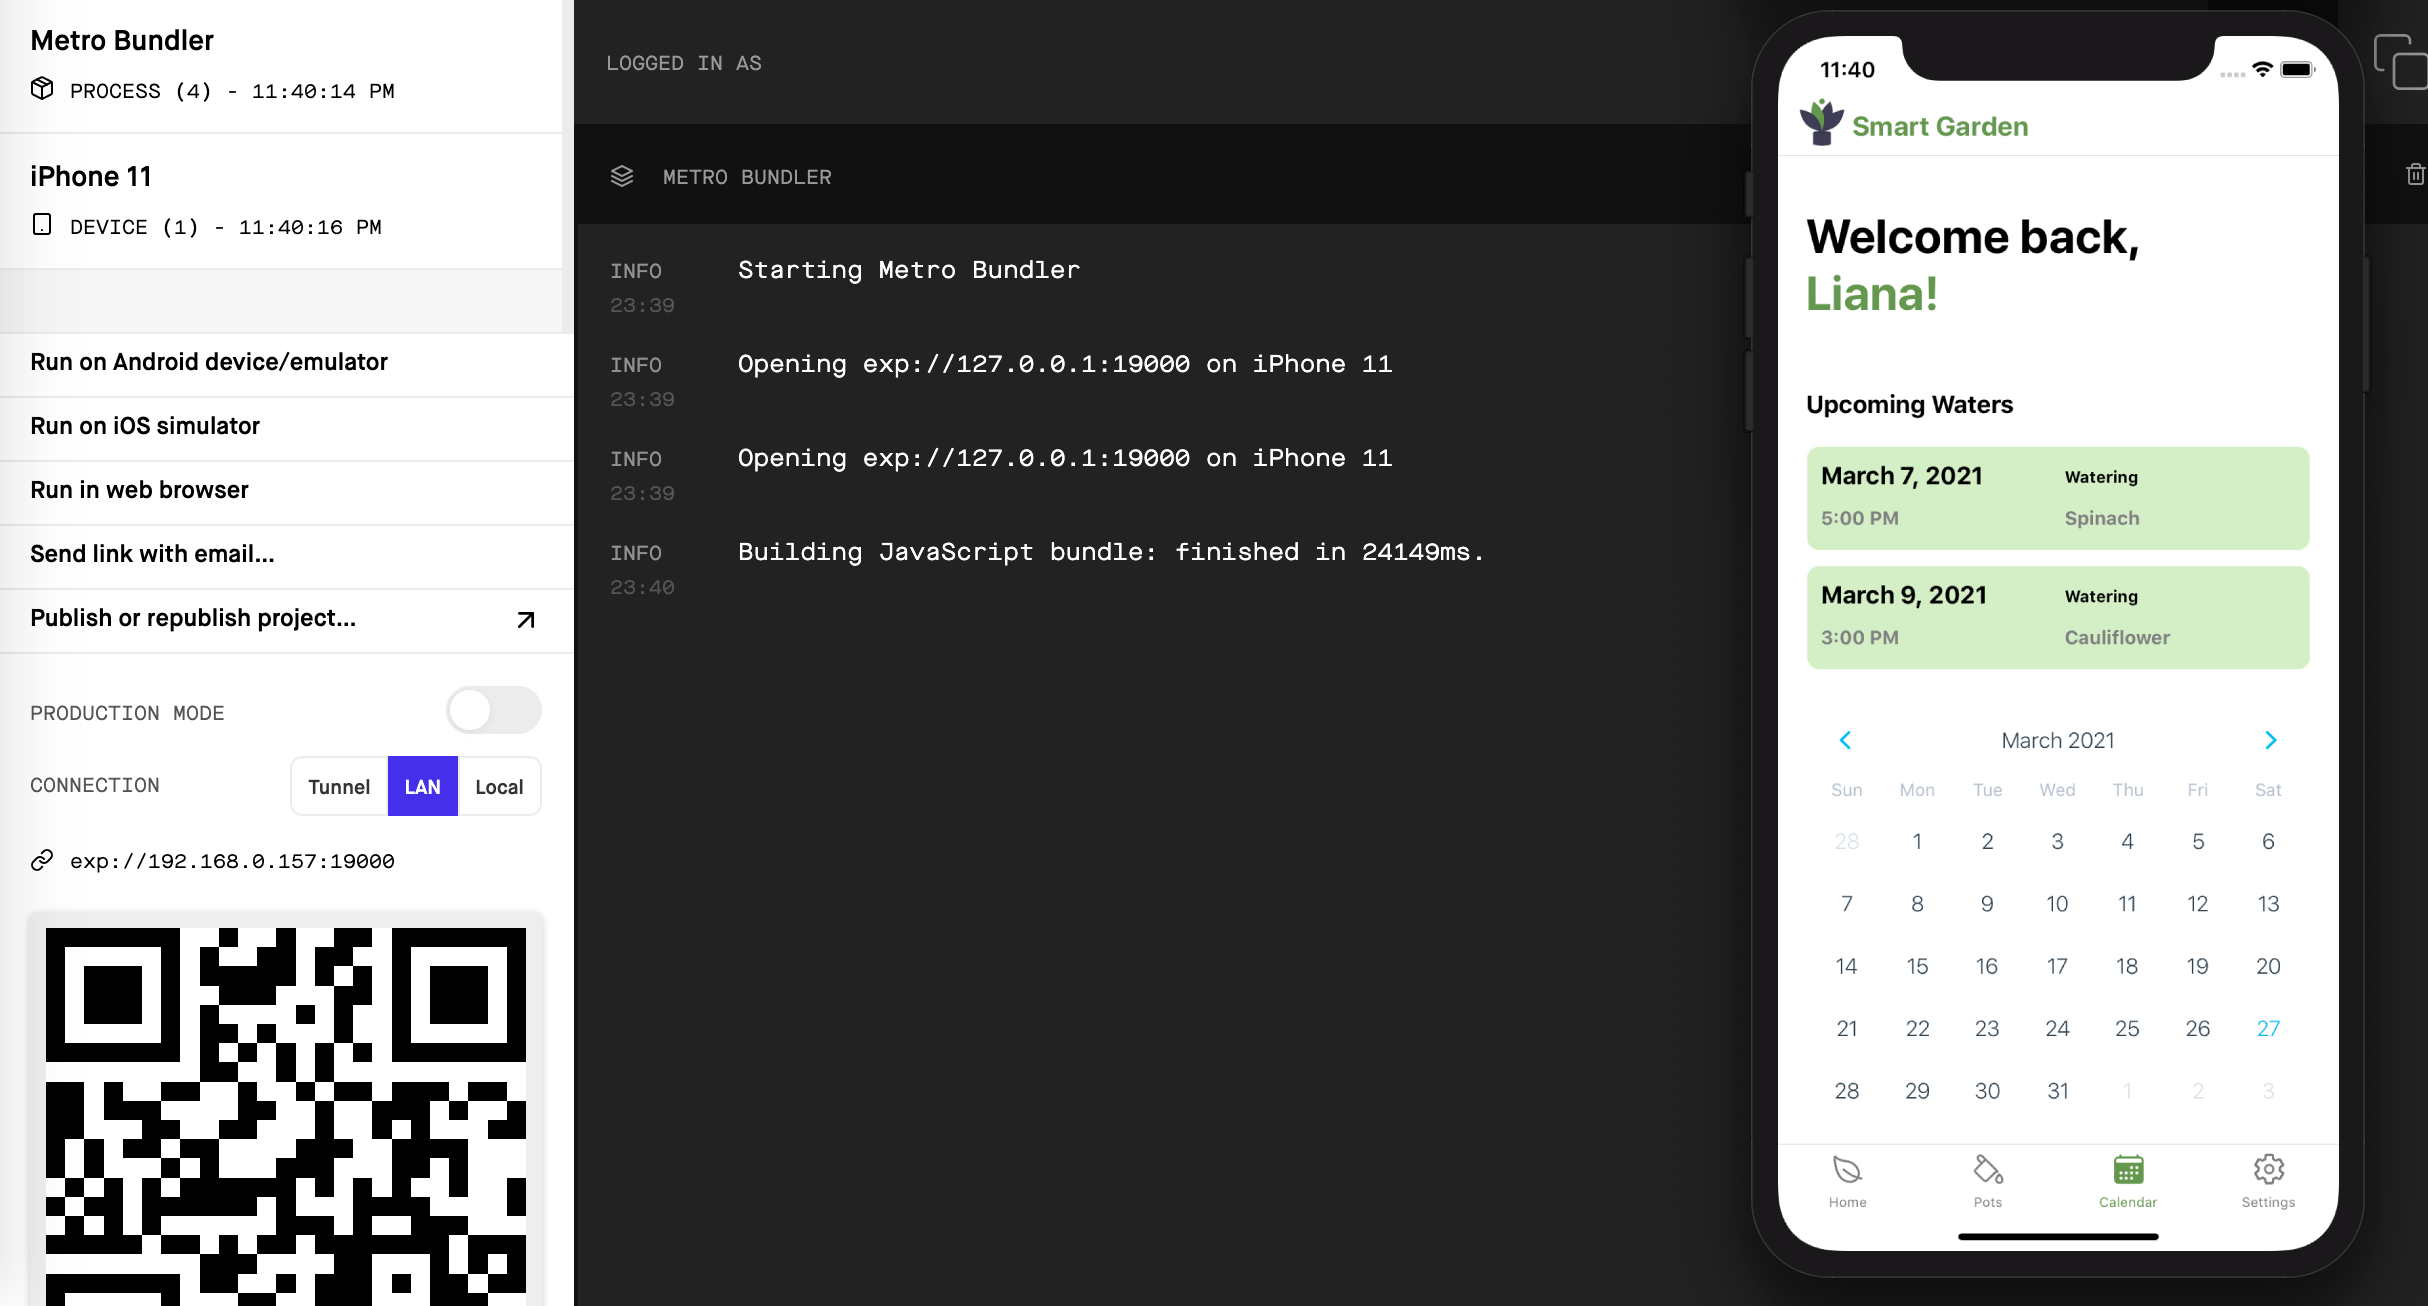 Metro Bundler
PROCESS (4) - 11:40:14 PM
iPhone 11
DEVICE (1) - 11:40:16 PM
Run on Android device/emulator
Run on iOS simulator
Run in web browser
Send link with email...
Publish or republish project...
PRODUCTION MODE
CONNECTION
Tunnel LAN Local
exp://192.168.0.157:19000
LOGGED IN AS
METRO BUNDLER
INFO Starting Metro Bundler
23:39
INFO Opening exp://127.0.0.1:19000 on iPhone 11
23:39
INFO Opening exp://127.0.0.1:19000 on iPhone 11
23:39
INFO Building JavaScript bundle: finished in 24149ms.
23:40
11:40
Smart Garden
Welcome back,
Liana!
Upcoming Waters
March 7, 2021 Watering
5:00 PM Spinach
March 9, 2021 Watering
3:00 PM Cauliflower
March 2021
Sun Mon Tue Wed Thu Fri Sat
28 1 2 3 4 5 6
7 8 9 10 11 12 13
14 15 16 17 18 19 20
21 22 23 24 25 26 27
28 29 30 31 1 2 3
Home Pots Calendar Settings